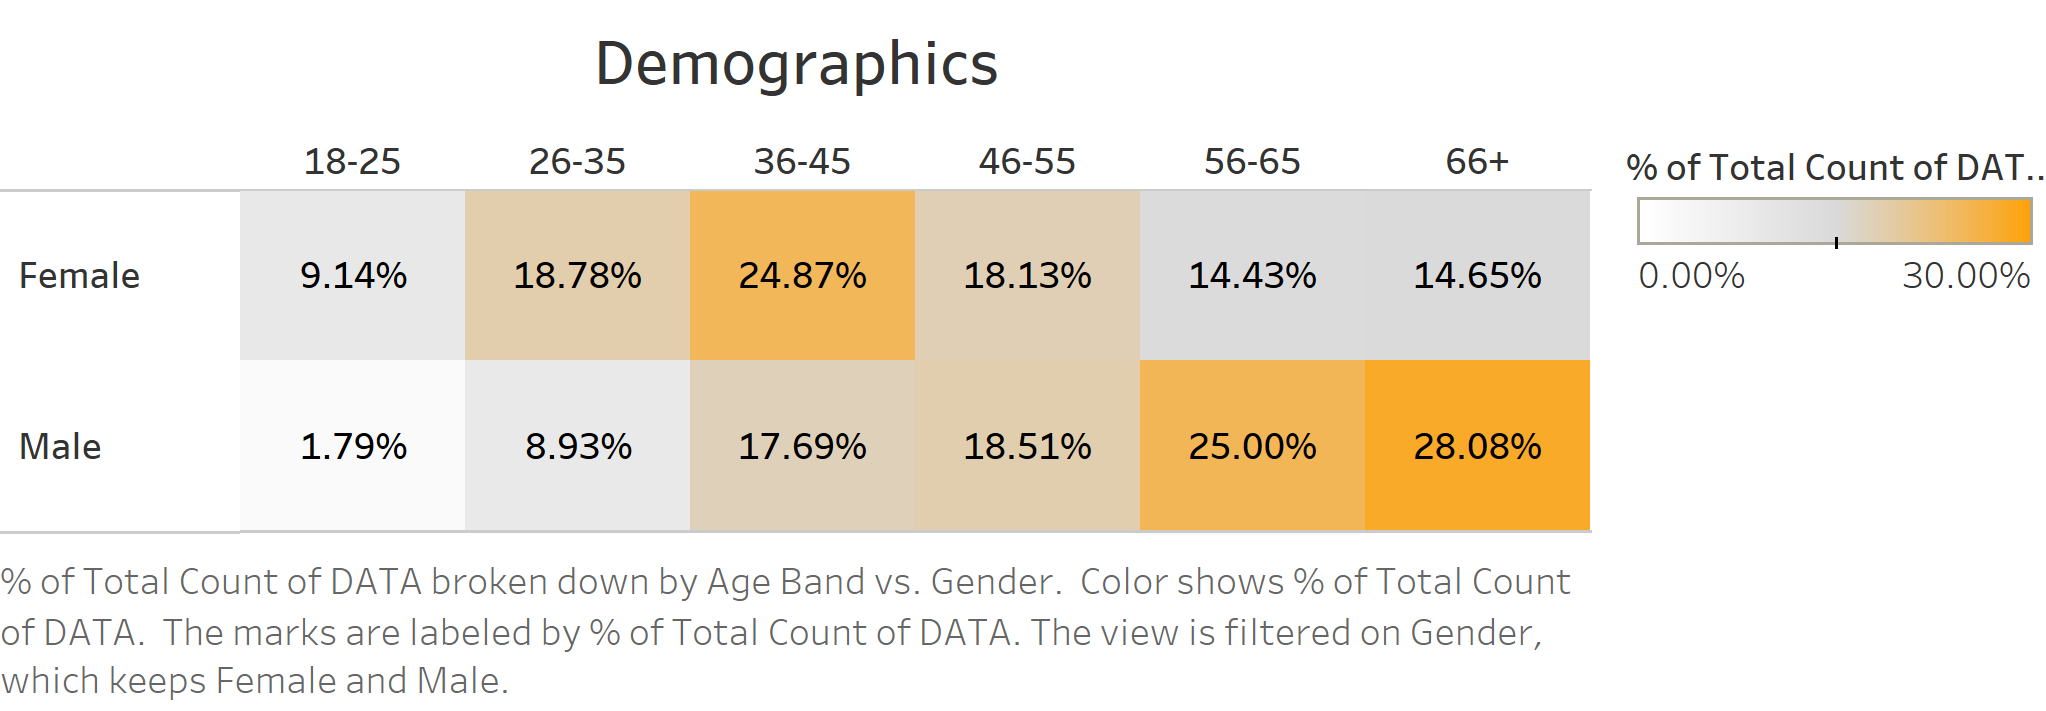 Demographics
18-25 26-35 36-45 46-55 56-65 66+
% of Total Count of DAT..
Female 9.14% 18.78% 24.87% 18.13% 14.43% 14.65%
0.00% 30.00%
Male 1.79% 8.93% 17.69% 18.51% 25.00% 28.08%
% of Total Count of DATA broken down by Age Band vs. Gender.  Color shows % of Total Count
of DATA.  The marks are labeled by % of Total Count of DATA. The view is filtered on Gender,
which keeps Female and Male.